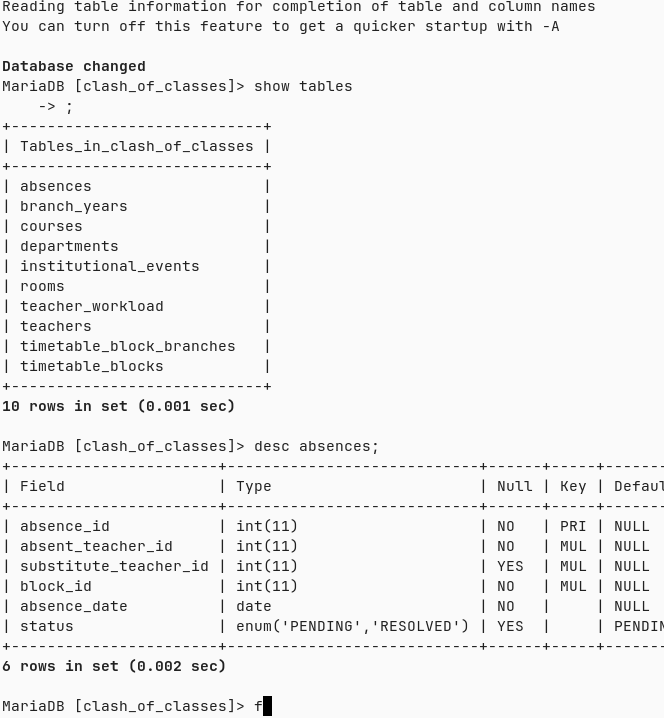 Reading table information for completion of table and column names
You can turn off this feature to get a quicker startup with -A
Database changed
MariaDB [clash_of_classes]> show tables
    -> ;
+----------------------------+
| Tables_in_clash_of_classes |
+----------------------------+
| absences                   |
| branch_years               |
| courses                    |
| departments                |
| institutional_events       |
| rooms                      |
| teacher_workload           |
| teachers                   |
| timetable_block_branches   |
| timetable_blocks           |
+----------------------------+
10 rows in set (0.001 sec)
MariaDB [clash_of_classes]> desc absences;
+-----------------------+----------------------------+------+-----+-------
| Field                 | Type                       | Null | Key | Defaul
+-----------------------+----------------------------+------+-----+-------
| absence_id            | int(11)                    | NO   | PRI | NULL
| absent_teacher_id     | int(11)                    | NO   | MUL | NULL
| substitute_teacher_id | int(11)                    | YES  | MUL | NULL
| block_id              | int(11)                    | NO   | MUL | NULL
| absence_date          | date                       | NO   |     | NULL
| status                | enum('PENDING','RESOLVED') | YES  |     | PENDIN
+-----------------------+----------------------------+------+-----+-------
6 rows in set (0.002 sec)
MariaDB [clash_of_classes]> f